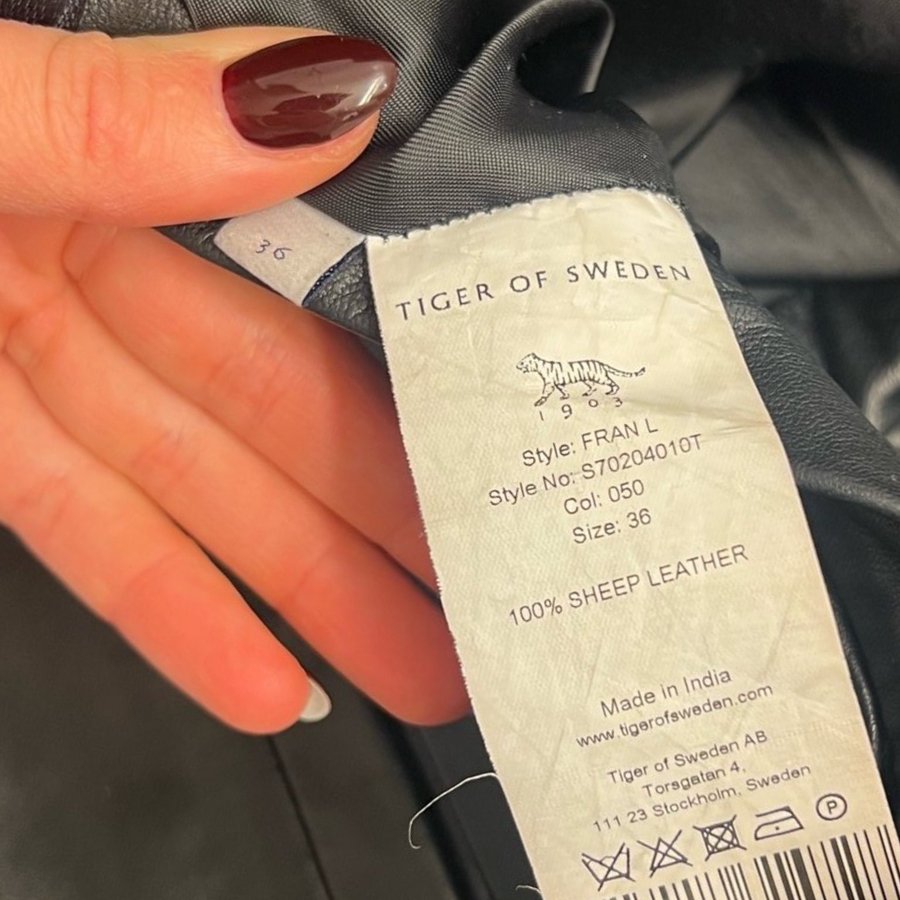 36
TIGER OF SWEDEN
1903
Style: FRAN L
Style No: S70204010T
Col: 050
Size: 36
100% SHEEP LEATHER
Made in India
www.tigerofsweden.com
Tiger of Sweden AB
Torsgatan 4,
111 23 Stockholm, Sweden
P